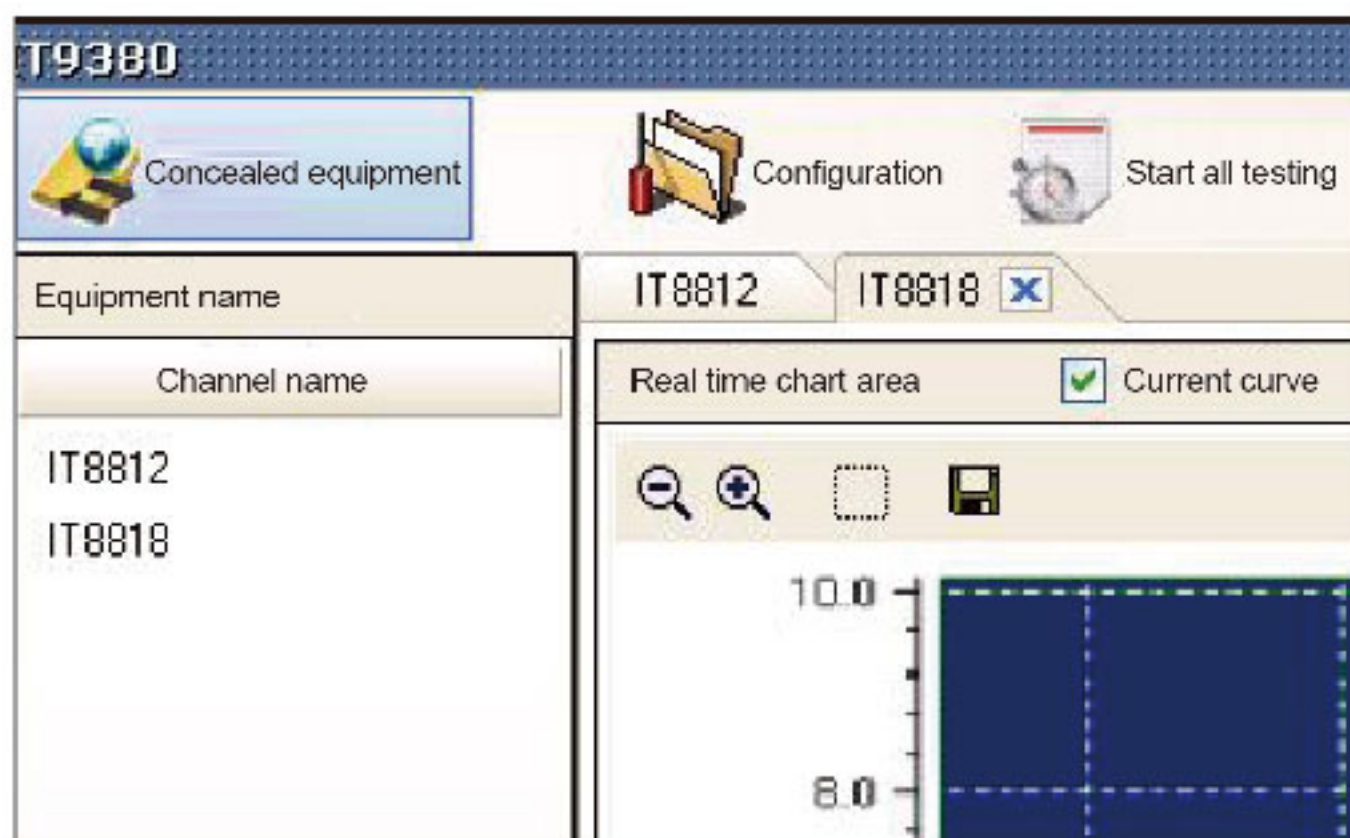 IT9380
Concealed equipment
Configuration
Start all testing
Equipment name
IT8812
IT8818
Channel name
Real time chart area
Current curve
IT8812
IT8818
10.0
8.0